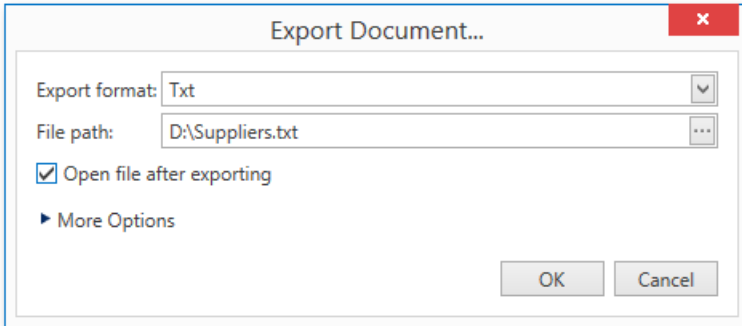 Export Document...
Export format: Txt
File path: D:\Suppliers.txt
Open file after exporting
More Options
OK Cancel